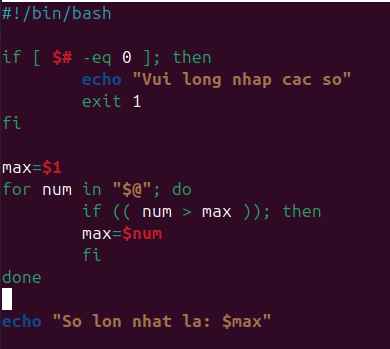 #!/bin/bash
if [ $# -eq 0 ]; then
echo "Vui long nhap cac so"
exit 1
fi
max=$1
for num in "$@"; do
if (( num > max )); then
max=$num
fi
done
echo "So lon nhat la: $max"